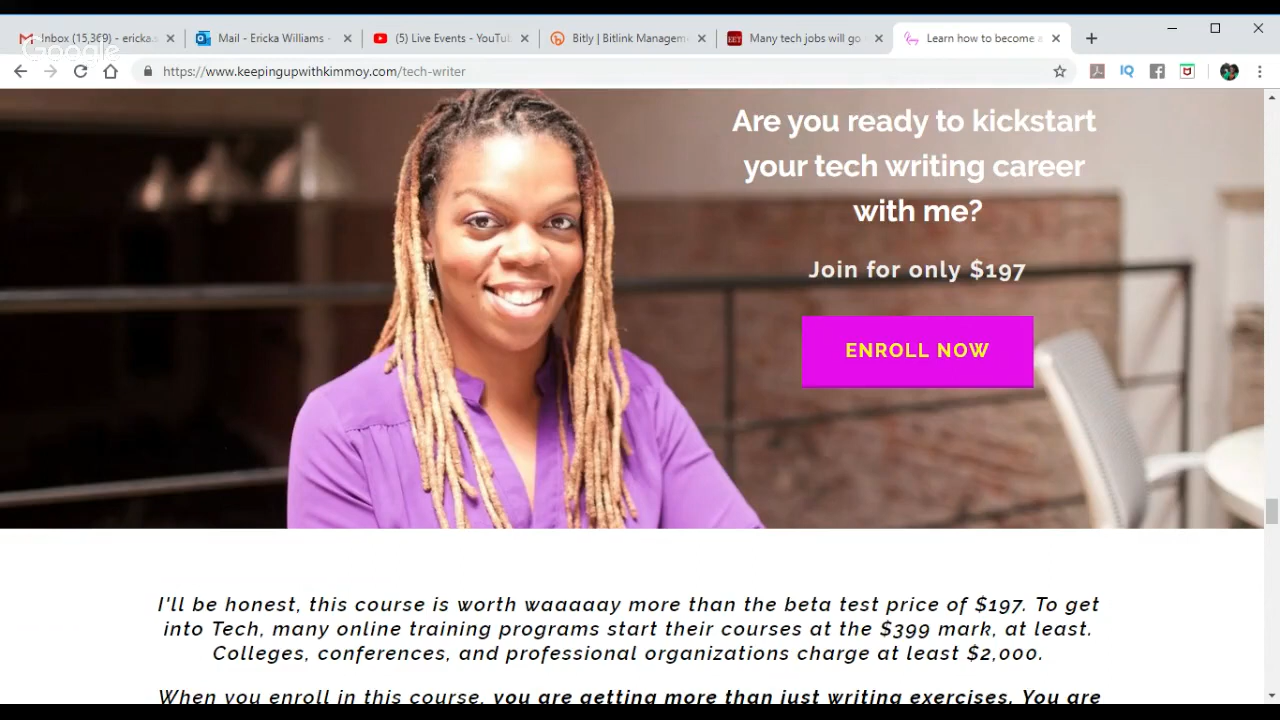 Inbox (15,369) - ericka.s
Mail - Ericka Williams -
(5) Live Events - YouTu
Bitly | Bitlink Managem
Many tech jobs will go
Learn how to become a
Google
https://www.keepingupwithkimmoy.com/tech-writer
IQ
Are you ready to kickstart
your tech writing career
with me?
Join for only $197
ENROLL NOW
I'll be honest, this course is worth waaaaay more than the beta test price of $197. To get
into Tech, many online training programs start their courses at the $399 mark, at least.
Colleges, conferences, and professional organizations charge at least $2,000.
When you enroll in this course, you are getting more than just writing exercises. You are